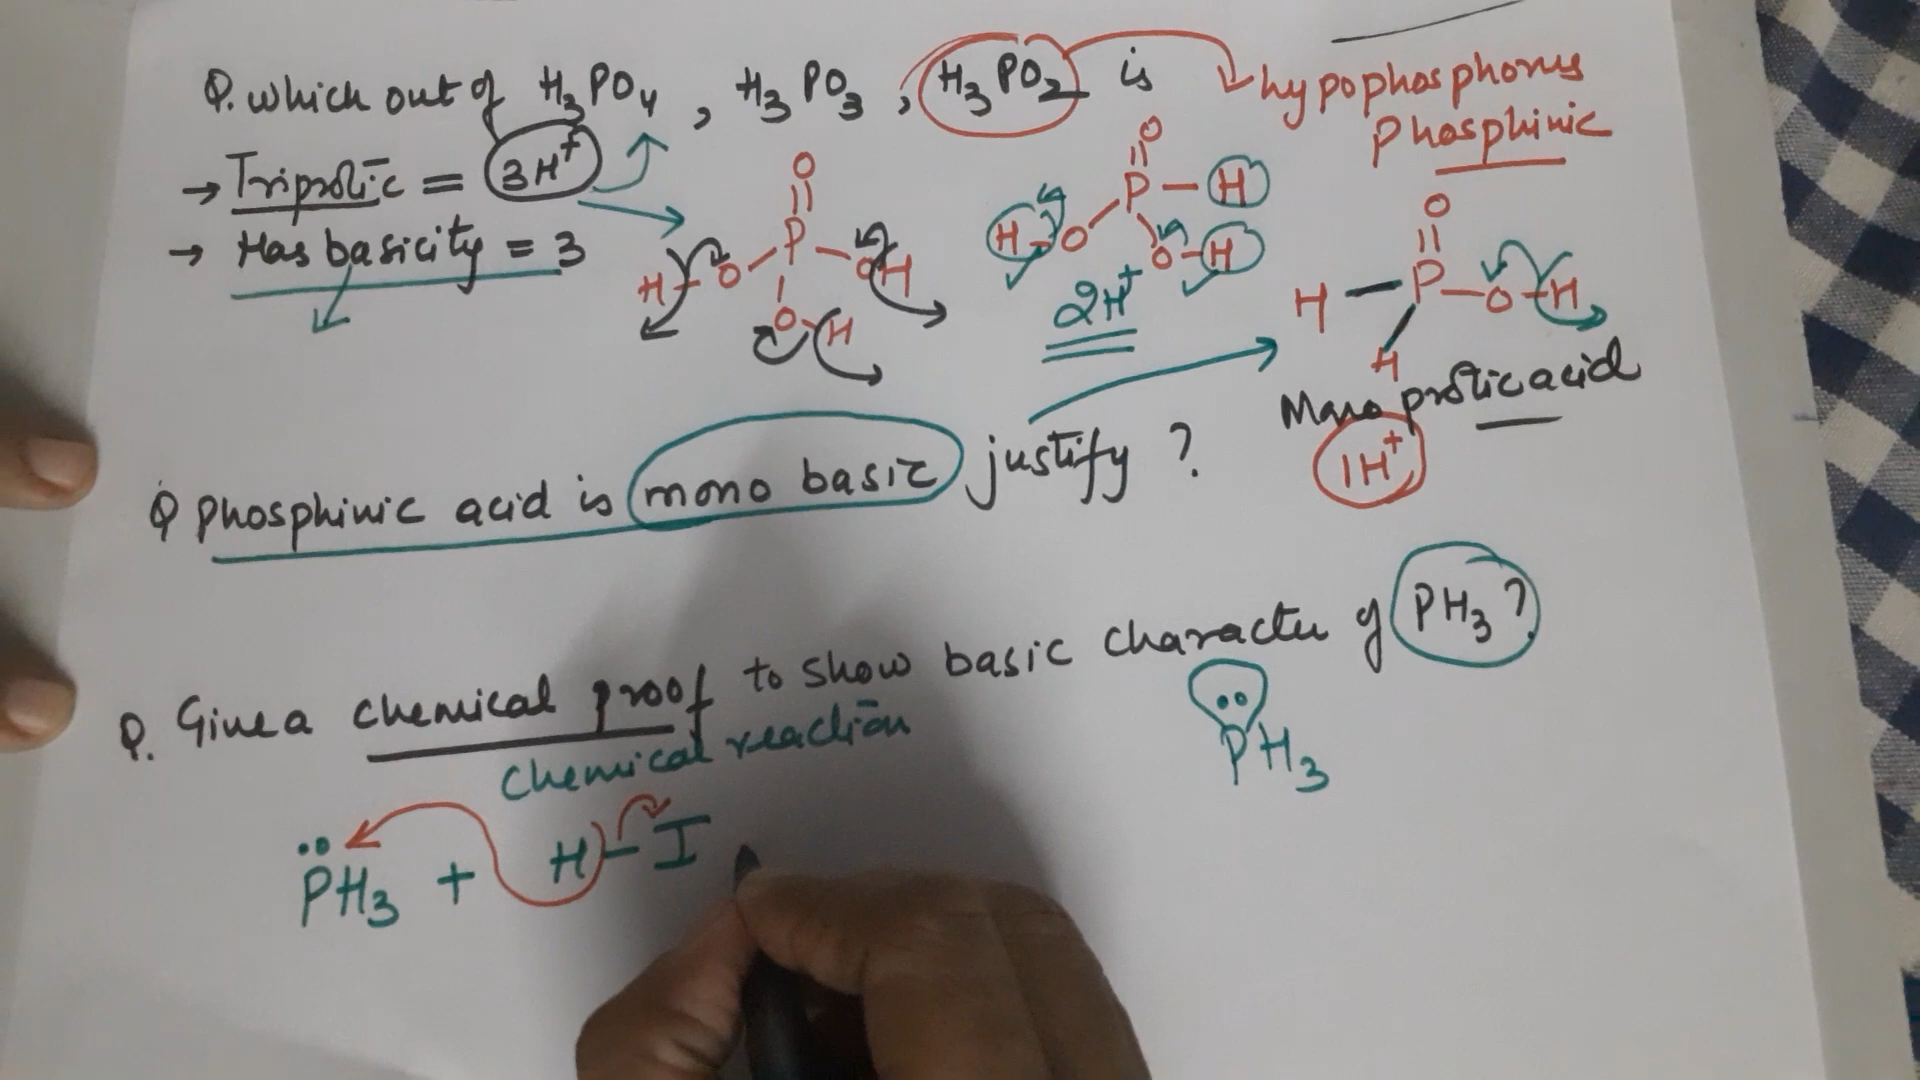 Q. which out of H3PO4, H3PO3, H3PO2 is
hypophosphorus
Phosphinic
→ Triprotic = 3H+
→ Has basicity = 3
O
P
H-O
OH
O
H
O
P-H
H-O
O-H
2H+
O
H-P-O-H
H
Mono protic acid
1H+
Q Phosphinic acid is mono basic justify ?
Q. Give a chemical proof to show basic character of PH3 ?
Chemical reaction
PH3
PH3 + H-I